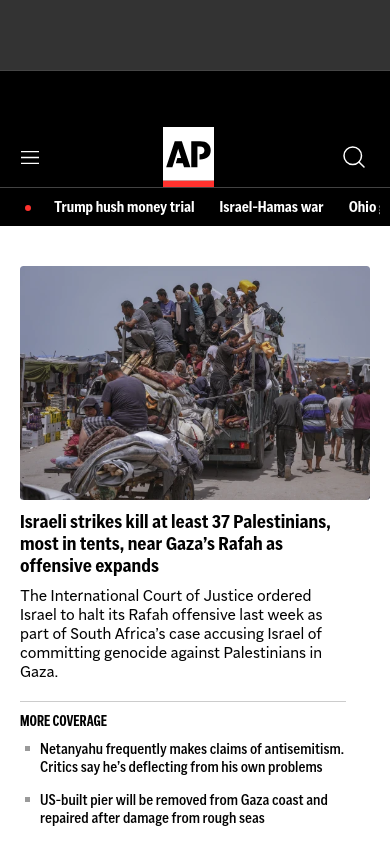 AP
Trump hush money trial Israel-Hamas war Ohio
Israeli strikes kill at least 37 Palestinians,
most in tents, near Gaza's Rafah as
offensive expands
The International Court of Justice ordered
Israel to halt its Rafah offensive last week as
part of South Africa's case accusing Israel of
committing genocide against Palestinians in
Gaza.
MORE COVERAGE
Netanyahu frequently makes claims of antisemitism.
Critics say he's deflecting from his own problems
US-built pier will be removed from Gaza coast and
repaired after damage from rough seas